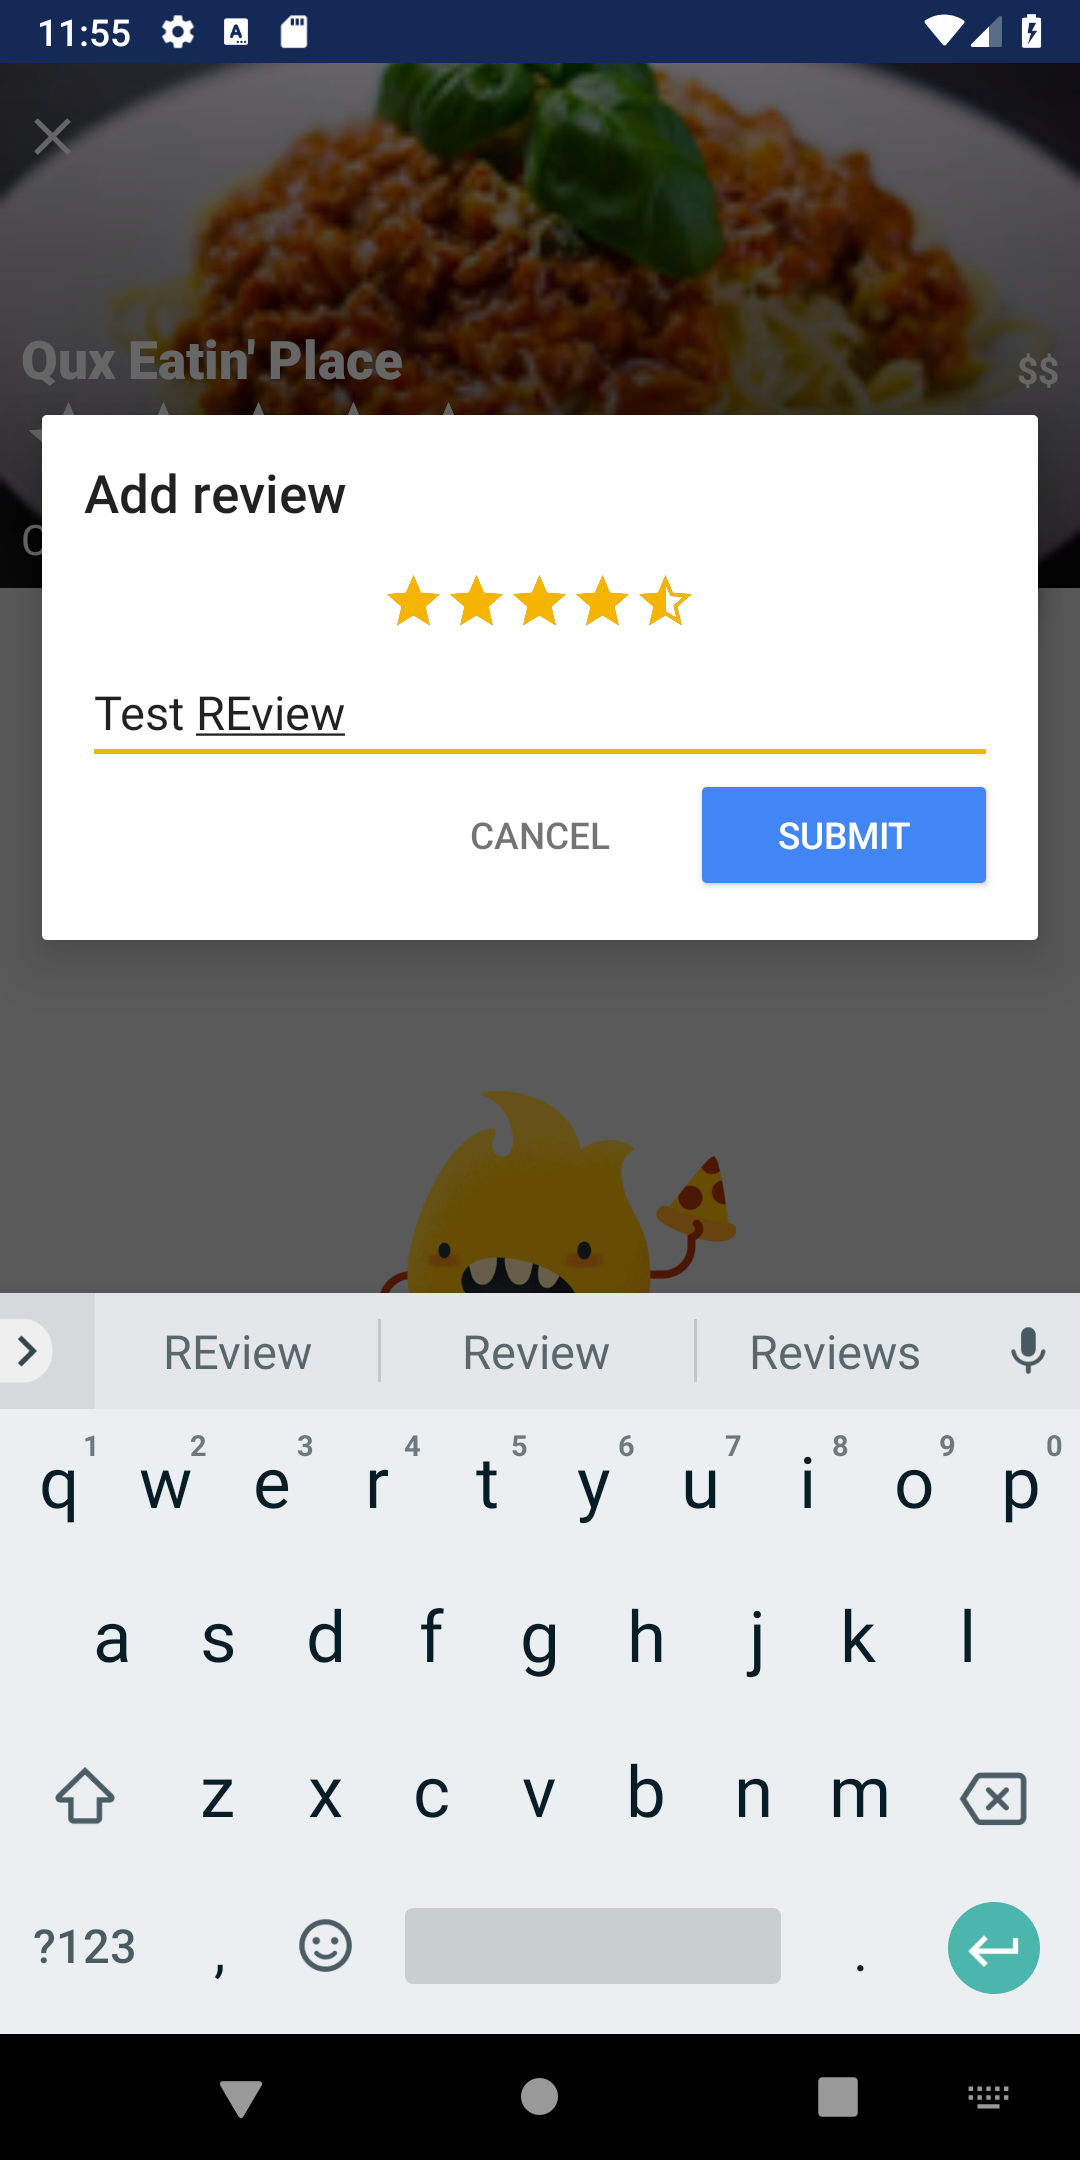 11:55
Qux Eatin' Place
$$
Add review
Test REview
CANCEL SUBMIT
REview Review Reviews
1 2 3 4 5 6 7 8 9 0
q w e r t y u i o p
a s d f g h j k l
z x c v b n m
?123 , .